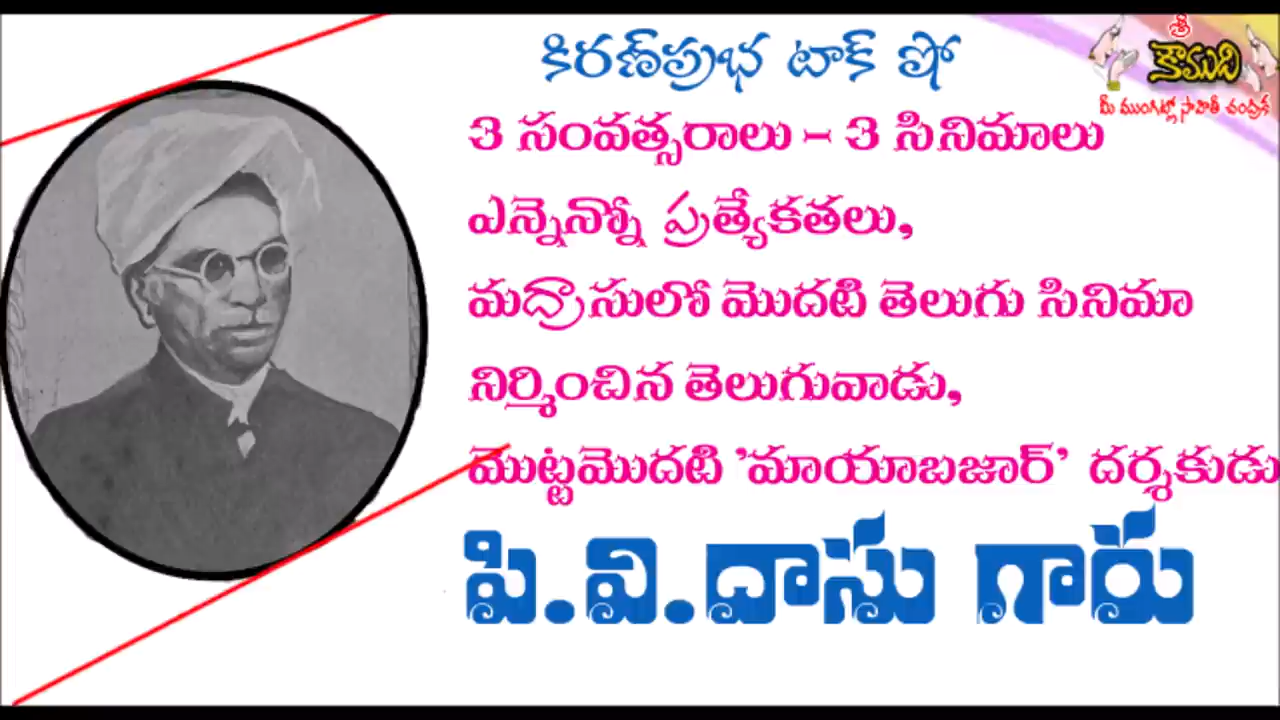 కిరణ్‌ప్రభ టాక్ షో
శ్రీ
కౌముది
మీ ముంగిట్లో సాహితీ చంద్రిక
3 సంవత్సరాలు - 3 సినిమాలు
ఎన్నెన్నో ప్రత్యేకతలు,
మద్రాసులో మొదటి తెలుగు సినిమా
నిర్మించిన తెలుగువాడు,
మొట్టమొదటి 'మాయాబజార్' దర్శకుడు
పి.వి.దాసు గారు